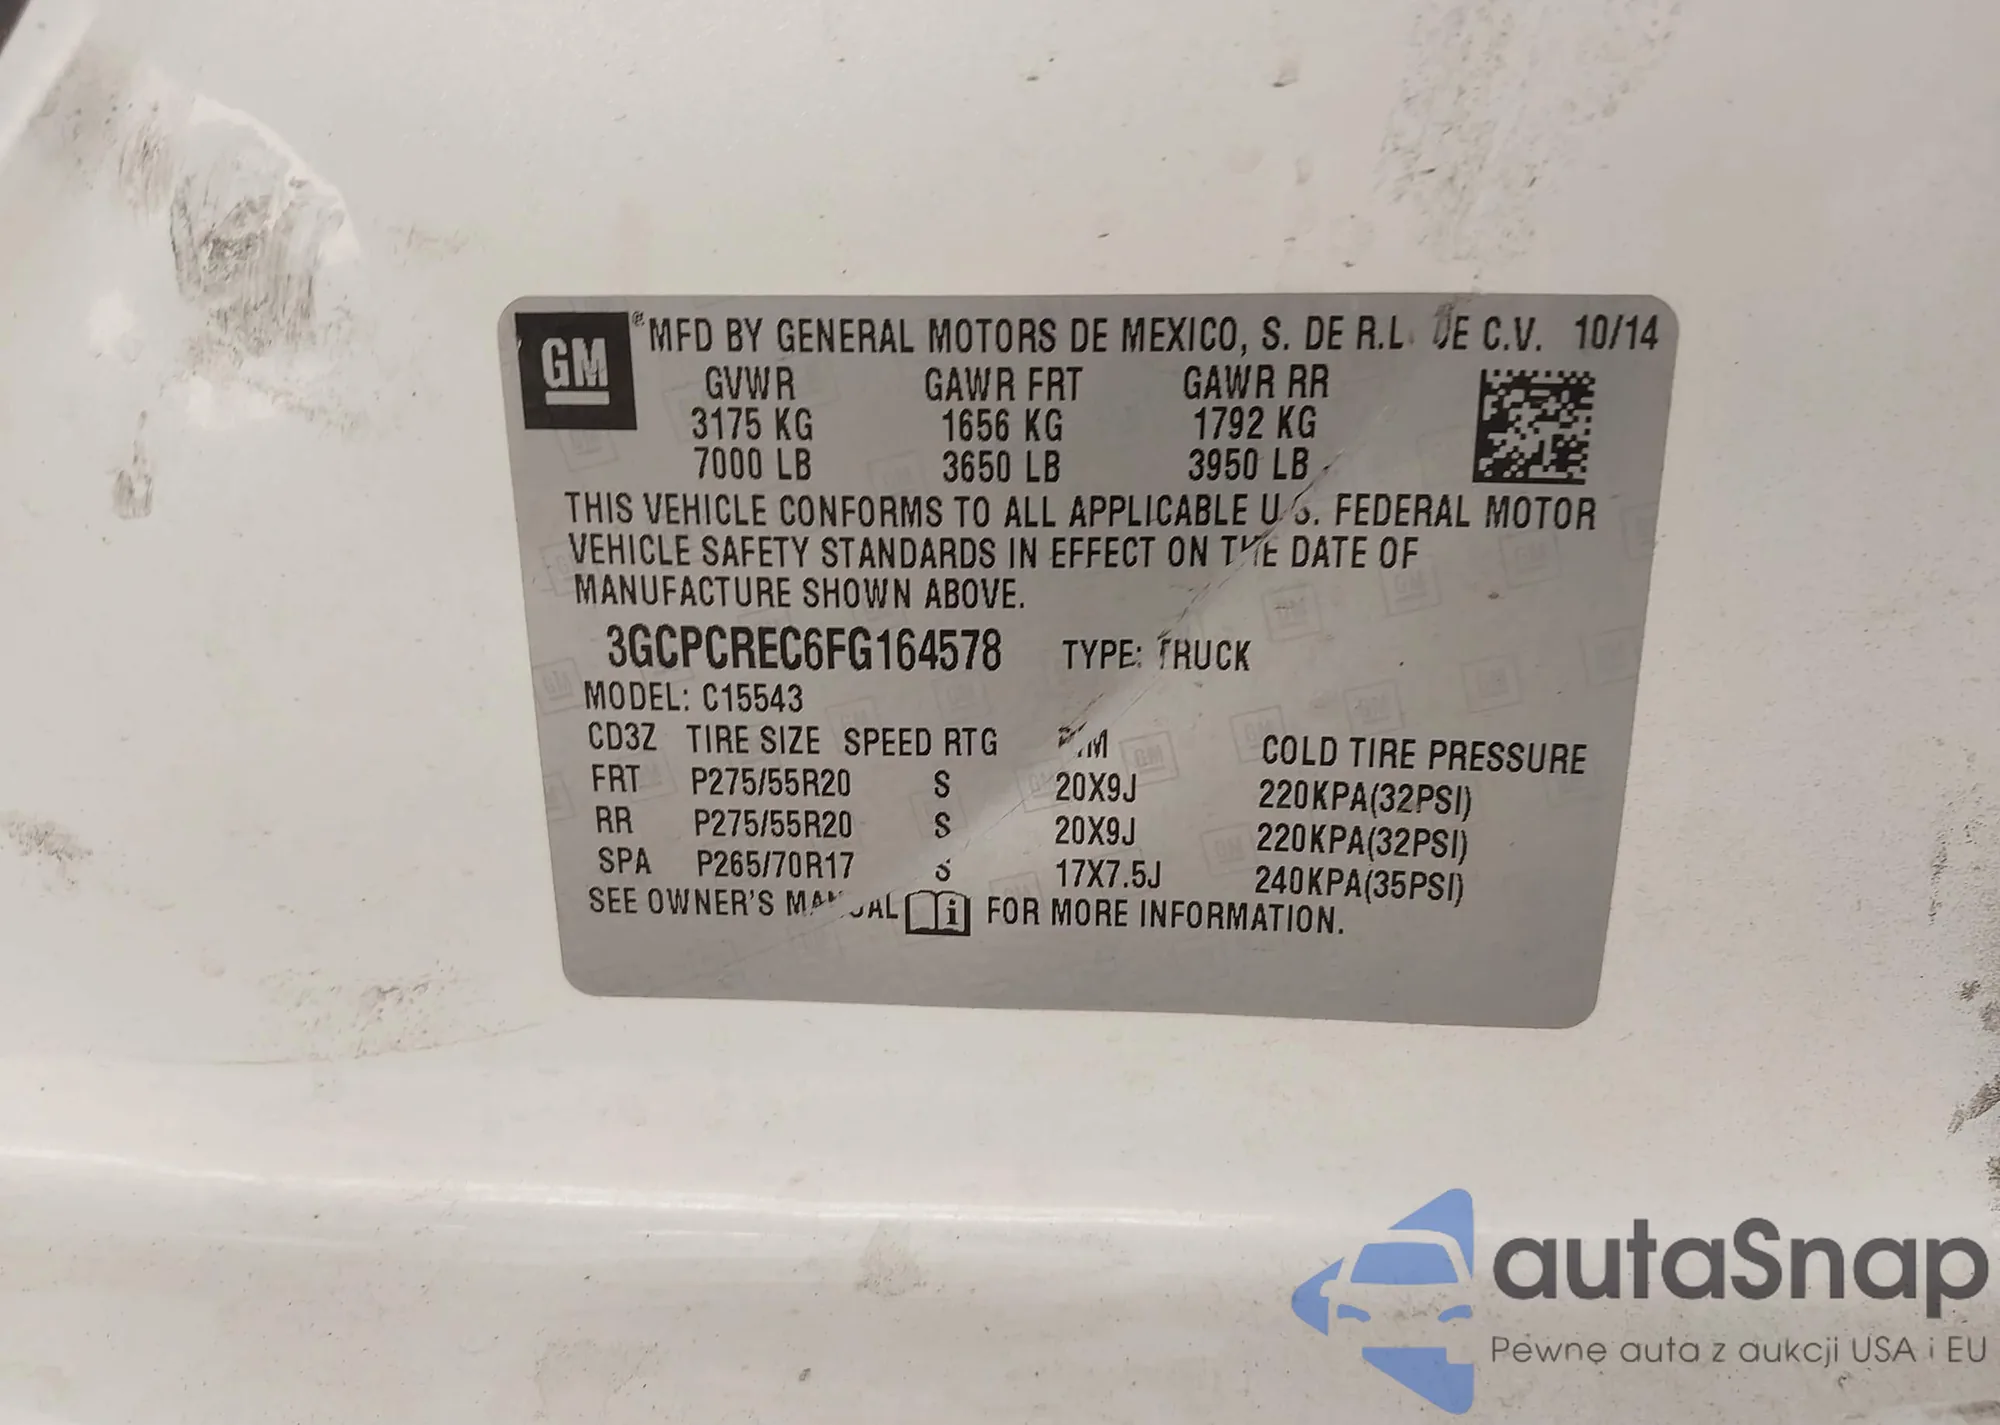 GM ® MFD BY GENERAL MOTORS DE MEXICO, S. DE R.L. DE C.V. 10/14
GVWR GAWR FRT GAWR RR
3175 KG 1656 KG 1792 KG
7000 LB 3650 LB 3950 LB
THIS VEHICLE CONFORMS TO ALL APPLICABLE U.S. FEDERAL MOTOR
VEHICLE SAFETY STANDARDS IN EFFECT ON THE DATE OF
MANUFACTURE SHOWN ABOVE.
3GCPCREC6FG164578 TYPE: TRUCK
MODEL: C15543
CD3Z TIRE SIZE SPEED RTG RIM COLD TIRE PRESSURE
FRT P275/55R20 S 20X9J 220KPA(32PSI)
RR P275/55R20 S 20X9J 220KPA(32PSI)
SPA P265/70R17 S 17X7.5J 240KPA(35PSI)
SEE OWNER'S MANUAL i FOR MORE INFORMATION.
autaSnap
Pewne auta z aukcji USA i EU